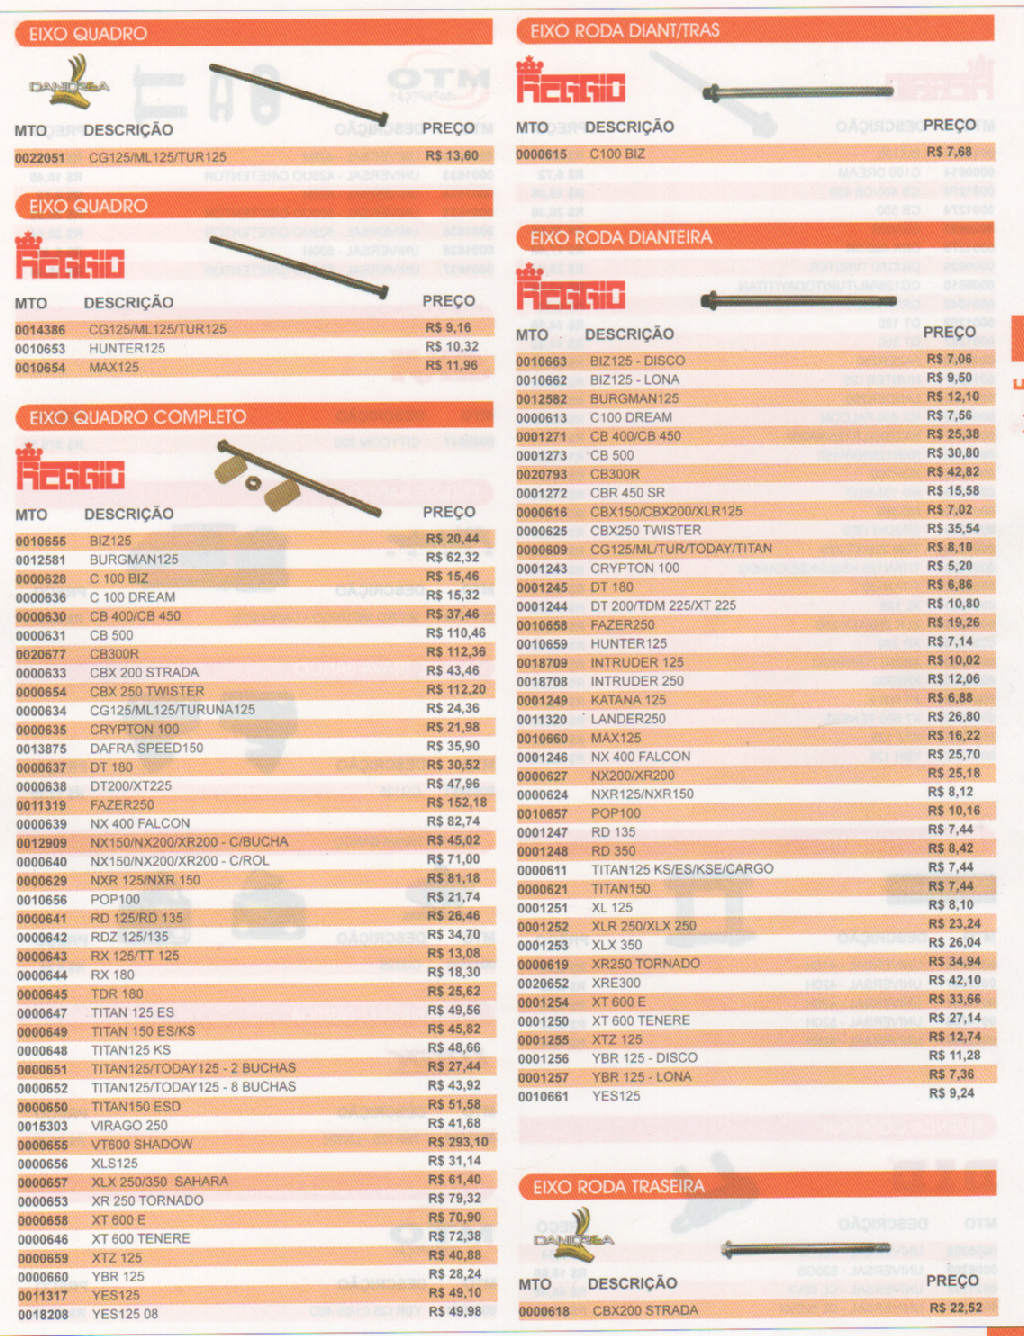 EIXO QUADRO
DANIDREA
MTO DESCRIÇÃO PREÇO
0022051 CG125/ML125/TUR125 R$ 13,60
EIXO QUADRO
REGGIO
MTO DESCRIÇÃO PREÇO
0014386 CG125/ML125/TUR125 R$ 9,16
0010653 HUNTER125 R$ 10,32
0010654 MAX125 R$ 11,96
EIXO QUADRO COMPLETO
REGGIO
MTO DESCRIÇÃO PREÇO
0010655 BIZ125 R$ 20,44
0012581 BURGMAN125 R$ 62,32
0000628 C 100 BIZ R$ 15,46
0000636 C 100 DREAM R$ 15,32
0000630 CB 400/CB 450 R$ 37,46
0000631 CB 500 R$ 110,46
0020677 CB300R R$ 112,36
0000633 CBX 200 STRADA R$ 43,46
0000654 CBX 250 TWISTER R$ 112,20
0000634 CG125/ML125/TURUNA125 R$ 24,36
0000635 CRYPTON 100 R$ 21,98
0013875 DAFRA SPEED150 R$ 35,90
0000637 DT 180 R$ 30,52
0000638 DT200/XT225 R$ 47,96
0011319 FAZER250 R$ 152,18
0000639 NX 400 FALCON R$ 82,74
0012909 NX150/NX200/XR200 - C/BUCHA R$ 45,02
0000640 NX150/NX200/XR200 - C/ROL R$ 71,00
0000629 NXR 125/NXR 150 R$ 81,18
0010656 POP100 R$ 21,74
0000641 RD 125/RD 135 R$ 26,46
0000642 RDZ 125/135 R$ 34,70
0000643 RX 125/TT 125 R$ 13,08
0000644 RX 180 R$ 18,30
0000645 TDR 180 R$ 25,62
0000647 TITAN 125 ES R$ 49,56
0000649 TITAN 150 ES/KS R$ 45,82
0000648 TITAN125 KS R$ 48,66
0000651 TITAN125/TODAY125 - 2 BUCHAS R$ 27,44
0000652 TITAN125/TODAY125 - 8 BUCHAS R$ 43,92
0000650 TITAN150 ESD R$ 51,58
0015303 VIRAGO 250 R$ 41,68
0000655 VT600 SHADOW R$ 293,10
0000656 XLS125 R$ 31,14
0000657 XLX 250/350 SAHARA R$ 61,40
0000653 XR 250 TORNADO R$ 79,32
0000658 XT 600 E R$ 70,90
0000646 XT 600 TENERE R$ 72,38
0000659 XTZ 125 R$ 40,88
0000660 YBR 125 R$ 28,24
0011317 YES125 R$ 49,10
0018208 YES125 08 R$ 49,98
EIXO RODA DIANT/TRAS
REGGIO
MTO DESCRIÇÃO PREÇO
0000615 C100 BIZ R$ 7,68
EIXO RODA DIANTEIRA
REGGIO
MTO DESCRIÇÃO PREÇO
0010663 BIZ125 - DISCO R$ 7,06
0010662 BIZ125 - LONA R$ 9,50
0012582 BURGMAN125 R$ 12,10
0000613 C100 DREAM R$ 7,56
0001271 CB 400/CB 450 R$ 25,38
0001273 CB 500 R$ 30,80
0020793 CB300R R$ 42,82
0001272 CBR 450 SR R$ 15,58
0000616 CBX150/CBX200/XLR125 R$ 7,02
0000625 CBX250 TWISTER R$ 35,54
0000609 CG125/ML/TUR/TODAY/TITAN R$ 8,10
0001243 CRYPTON 100 R$ 5,20
0001245 DT 180 R$ 6,86
0001244 DT 200/TDM 225/XT 225 R$ 10,80
0010658 FAZER250 R$ 19,26
0010659 HUNTER125 R$ 7,14
0018709 INTRUDER 125 R$ 10,02
0018708 INTRUDER 250 R$ 12,06
0001249 KATANA 125 R$ 6,88
0011320 LANDER250 R$ 26,80
0010660 MAX125 R$ 16,22
0001246 NX 400 FALCON R$ 25,70
0000627 NX200/XR200 R$ 25,18
0000624 NXR125/NXR150 R$ 8,12
0010657 POP100 R$ 10,16
0001247 RD 135 R$ 7,44
0001248 RD 350 R$ 8,42
0000611 TITAN125 KS/ES/KSE/CARGO R$ 7,44
0000621 TITAN150 R$ 7,44
0001251 XL 125 R$ 8,10
0001252 XLR 250/XLX 250 R$ 23,24
0001253 XLX 350 R$ 26,04
0000619 XR250 TORNADO R$ 34,94
0020652 XRE300 R$ 42,10
0001254 XT 600 E R$ 33,66
0001250 XT 600 TENERE R$ 27,14
0001255 XTZ 125 R$ 12,74
0001256 YBR 125 - DISCO R$ 11,28
0001257 YBR 125 - LONA R$ 7,36
0010661 YES125 R$ 9,24
EIXO RODA TRASEIRA
DANIDREA
MTO DESCRIÇÃO PREÇO
0000618 CBX200 STRADA R$ 22,52